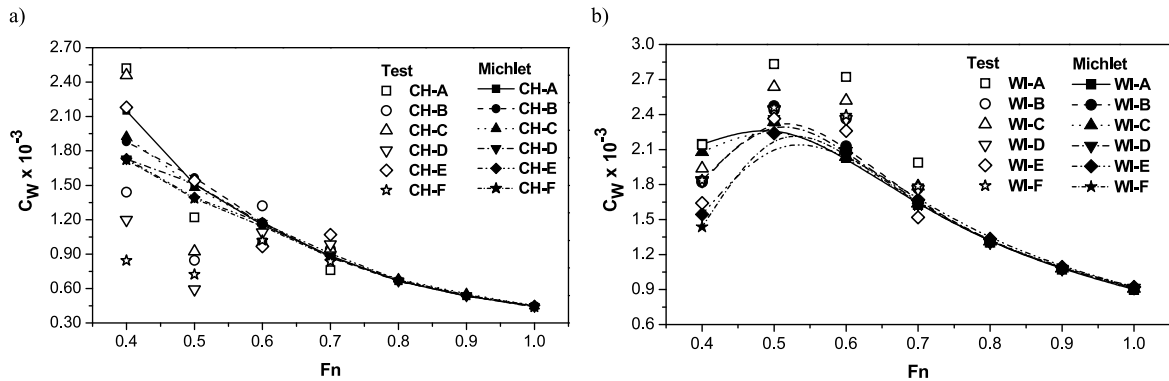 a)
2.70
2.40
2.10
1.80
1.50
1.20
0.90
0.60
0.30
C_W x 10^-3
0.4 0.5 0.6 0.7 0.8 0.9 1.0
Fn
Test Michlet
CH-A CH-A
CH-B CH-B
CH-C CH-C
CH-D CH-D
CH-E CH-E
CH-F CH-F
b)
3.0
2.7
2.4
2.1
1.8
1.5
1.2
0.9
0.6
C_W x 10^-3
0.4 0.5 0.6 0.7 0.8 0.9 1.0
Fn
Test Michlet
WI-A WI-A
WI-B WI-B
WI-C WI-C
WI-D WI-D
WI-E WI-E
WI-F WI-F